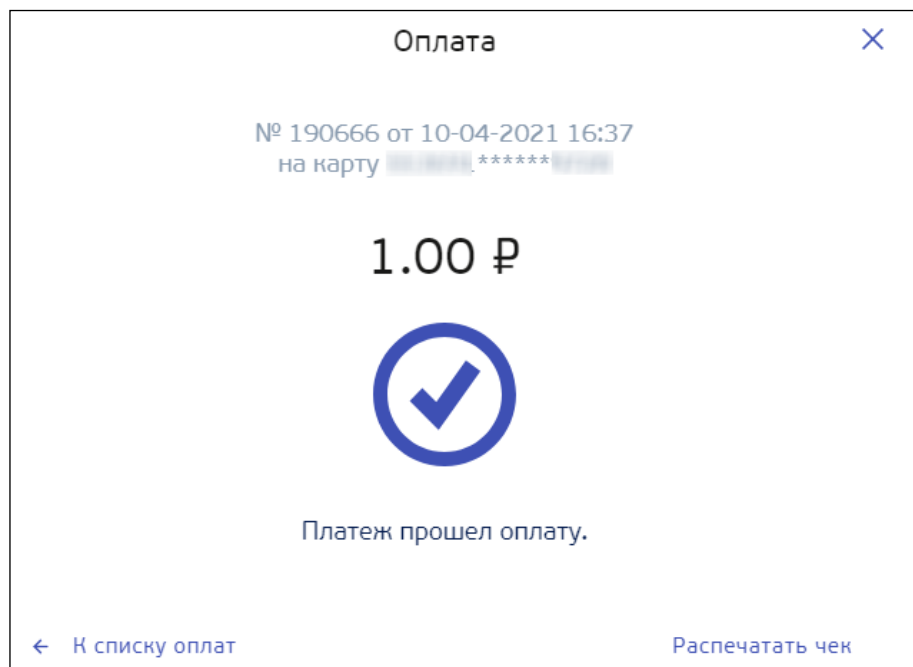 Оплата
№ 190666 от 10-04-2021 16:37
на карту ******
1.00 ₽
Платеж прошел оплату.
К списку оплат
Распечатать чек